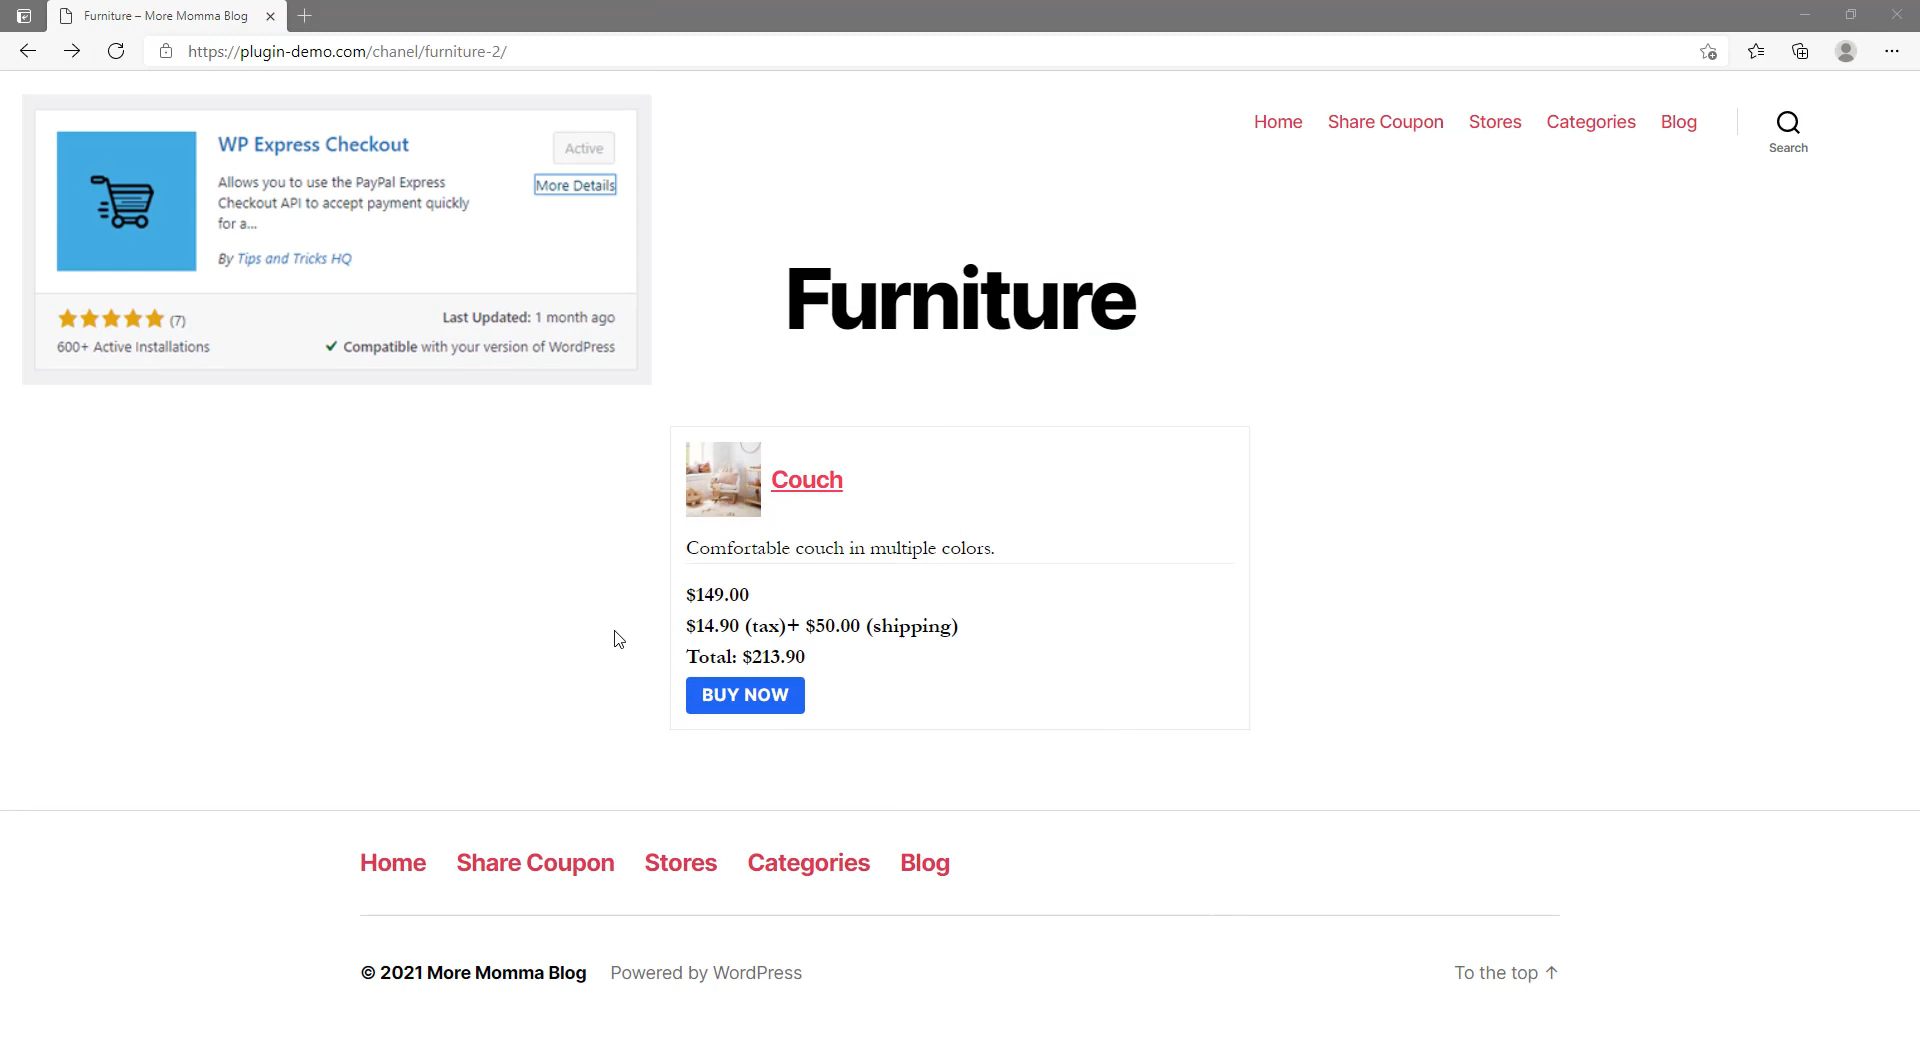 Furniture – More Momma Blog
https://plugin-demo.com/chanel/furniture-2/
WP Express Checkout
Active
More Details
Allows you to use the PayPal Express
Checkout API to accept payment quickly
for a...
By Tips and Tricks HQ
(7)
Last Updated: 1 month ago
600+ Active Installations
Compatible with your version of WordPress
Home Share Coupon Stores Categories Blog
Search
Furniture
Couch
Comfortable couch in multiple colors.
$149.00
$14.90 (tax)+ $50.00 (shipping)
Total: $213.90
BUY NOW
Home Share Coupon Stores Categories Blog
© 2021 More Momma Blog Powered by WordPress
To the top ↑